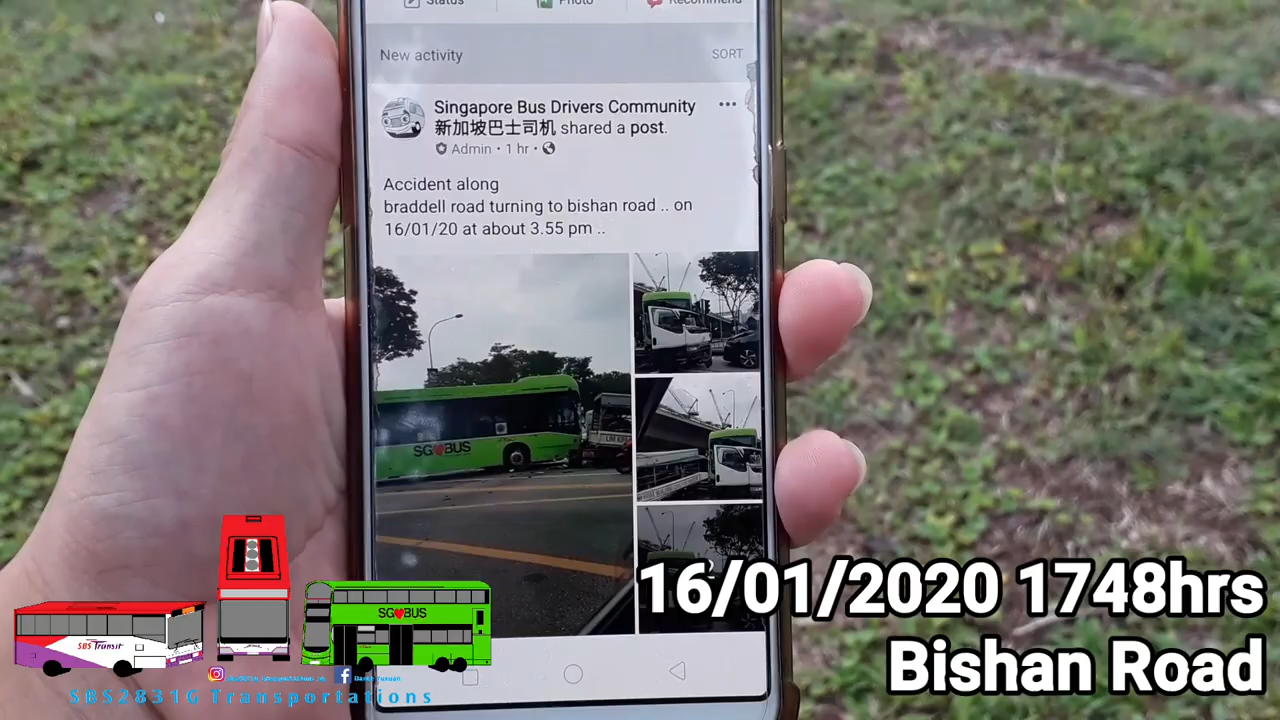 Status
Photo
Recommend
New activity
SORT
Singapore Bus Drivers Community
新加坡巴士司机 shared a post.
Admin • 1 hr •
Accident along
braddell road turning to bishan road .. on
16/01/20 at about 3.55 pm ..
SG BUS
16/01/2020 1748hrs
Bishan Road
SBS Transit
SG BUS
SBS2831G Transportations